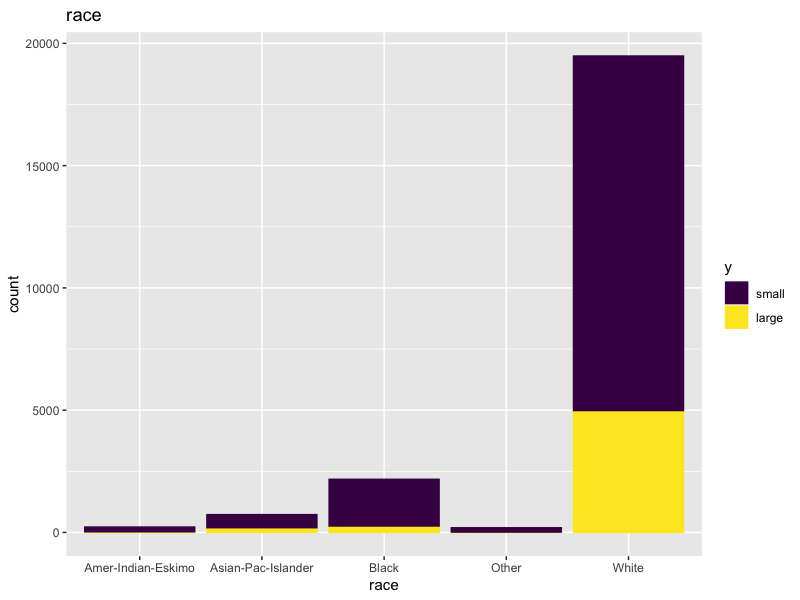 race
20000
15000
10000
5000
0
count
Amer-Indian-Eskimo Asian-Pac-Islander Black Other White
race
y
small
large